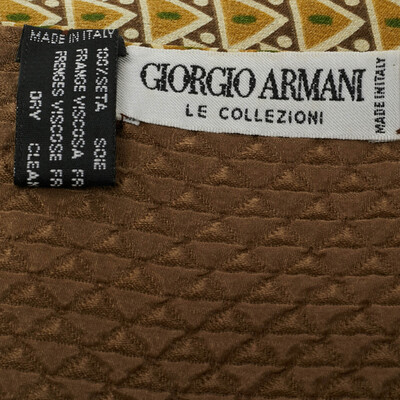 MADE IN ITALY
100%SETA SOIE
FRANGE VISCOSA FR
FRENGES VISCOSE FR
DRY CLEAN
GIORGIO ARMANI
LE COLLEZIONI
MADE IN ITALY